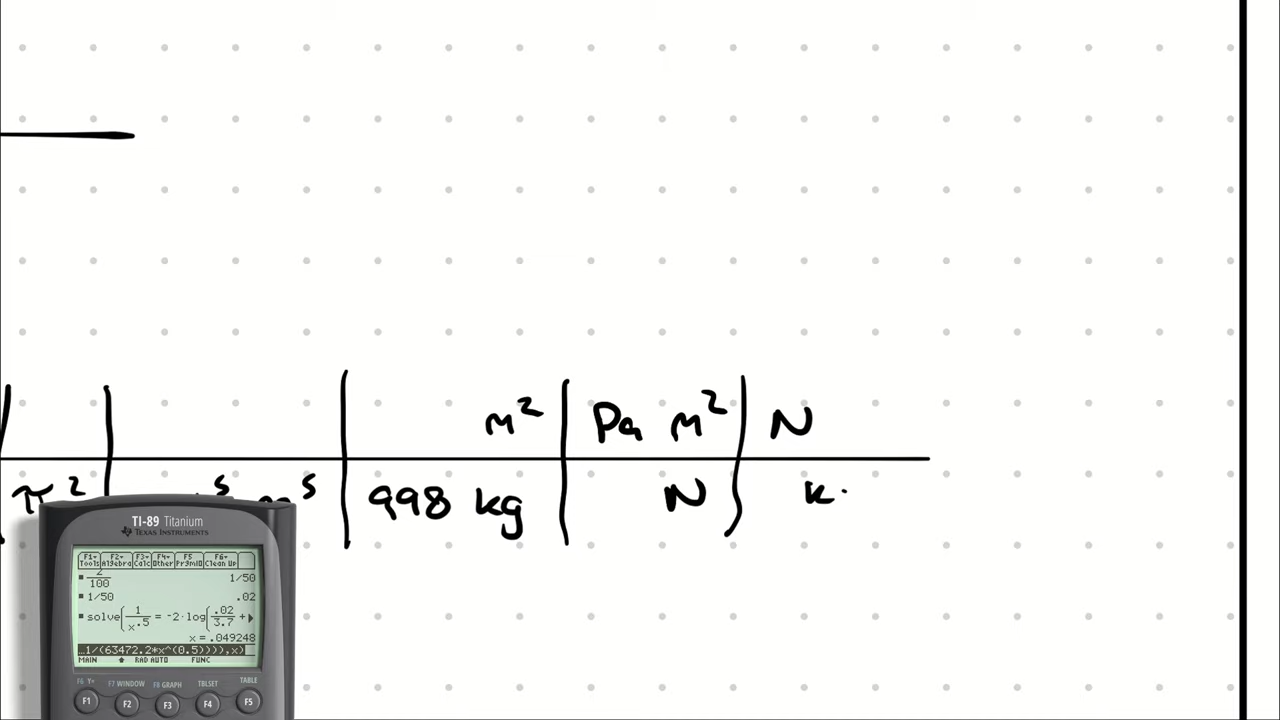 m² Pa m² N
π² s m⁵ 998 kg N k.
TI-89 Titanium
TEXAS INSTRUMENTS
F1 F2 F3 F4 F5 F6
Tools Algebra Calc Other PrgmIO Clean Up
2/100 1/50
1/50 .02
solve(1/x^.5 = -2·log(.02/3.7 +
x=.049248
…1/(63472.2*x^(0.5)))),x)
MAIN RAD AUTO FUNC
F6 Y= F7 WINDOW F8 GRAPH TBLSET TABLE
F1 F2 F3 F4 F5